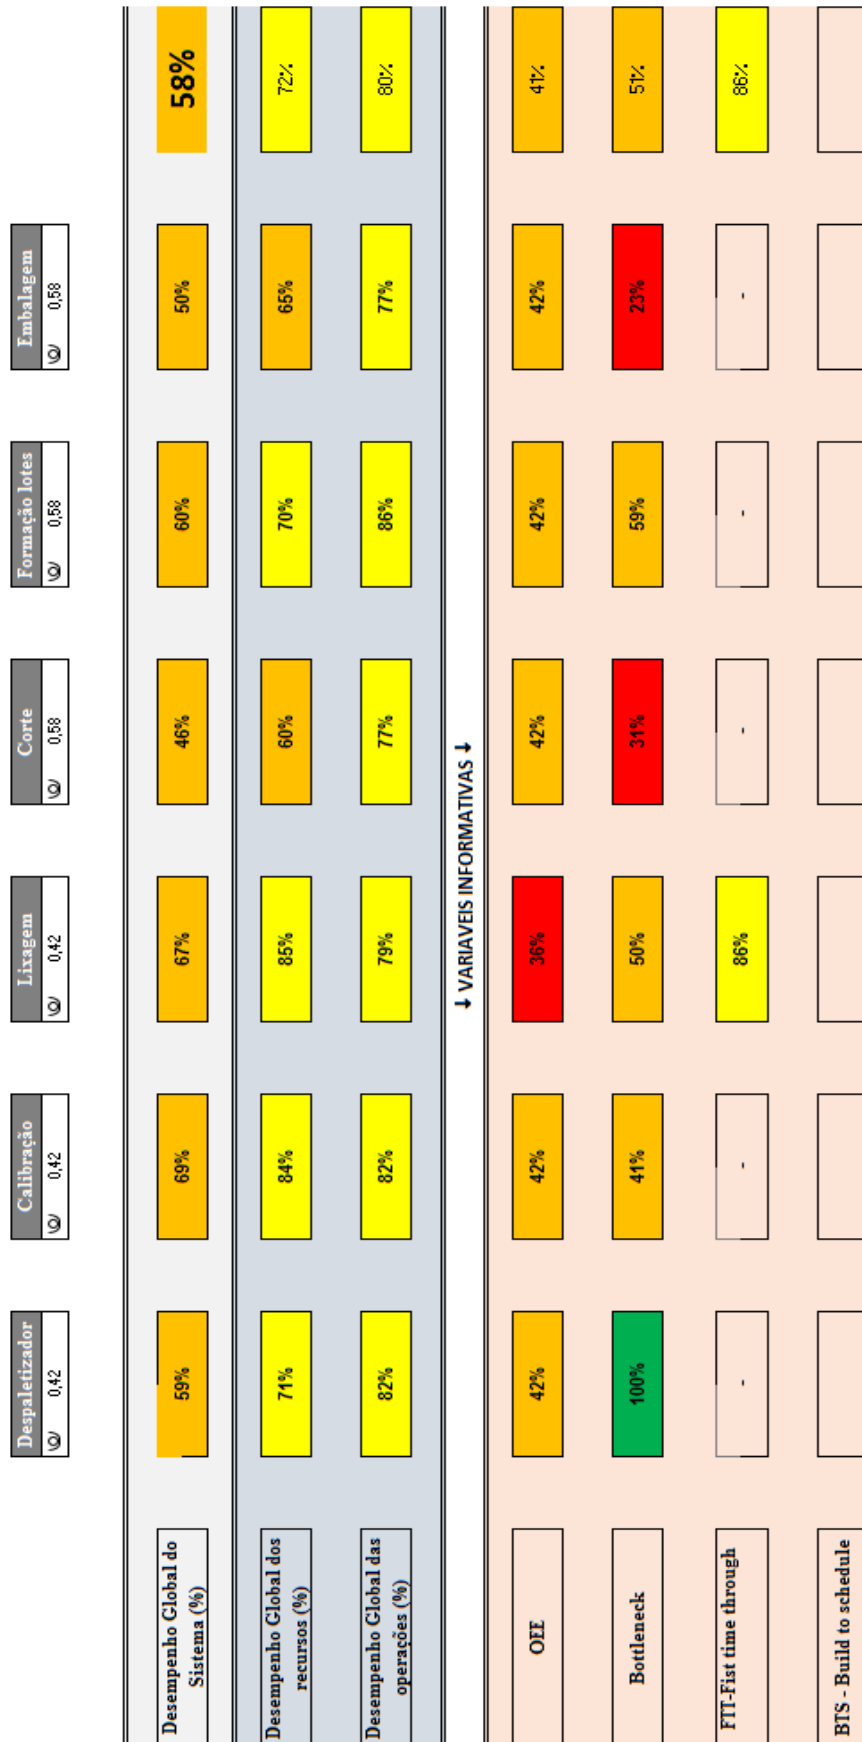 Despaletizador
0,42
Calibração
0,42
Lixagem
0,42
Corte
0,58
Formação lotes
0,58
Embalagem
0,58
Desempenho Global do
Sistema (%)
59%
69%
67%
46%
60%
50%
58%
Desempenho Global dos
recursos (%)
71%
84%
85%
60%
70%
65%
72%
Desempenho Global das
operações (%)
82%
82%
79%
77%
86%
77%
80%
↓ VARIAVEIS INFORMATIVAS ↓
OEE
42%
42%
36%
42%
42%
42%
41%
Bottleneck
100%
41%
50%
31%
59%
23%
51%
FTT-Fist time through
-
-
86%
-
-
-
86%
BTS - Build to schedule